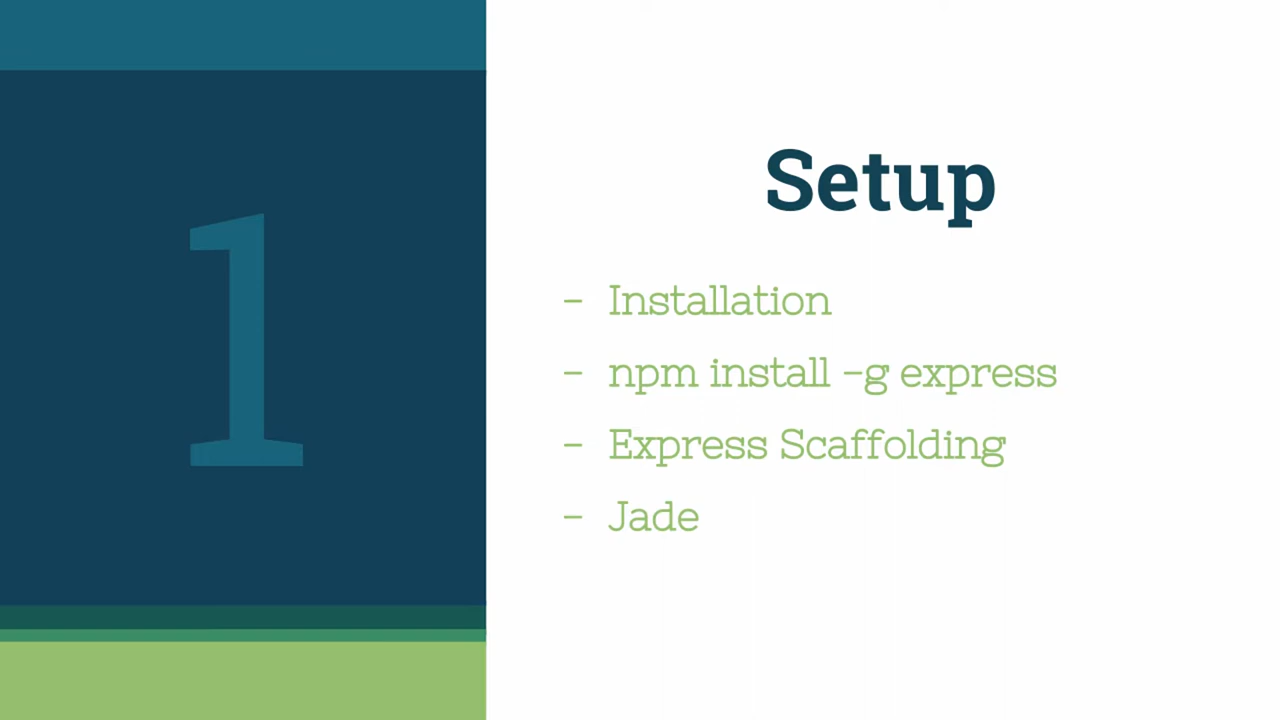 1
Setup
- Installation
- npm install -g express
- Express Scaffolding
- Jade